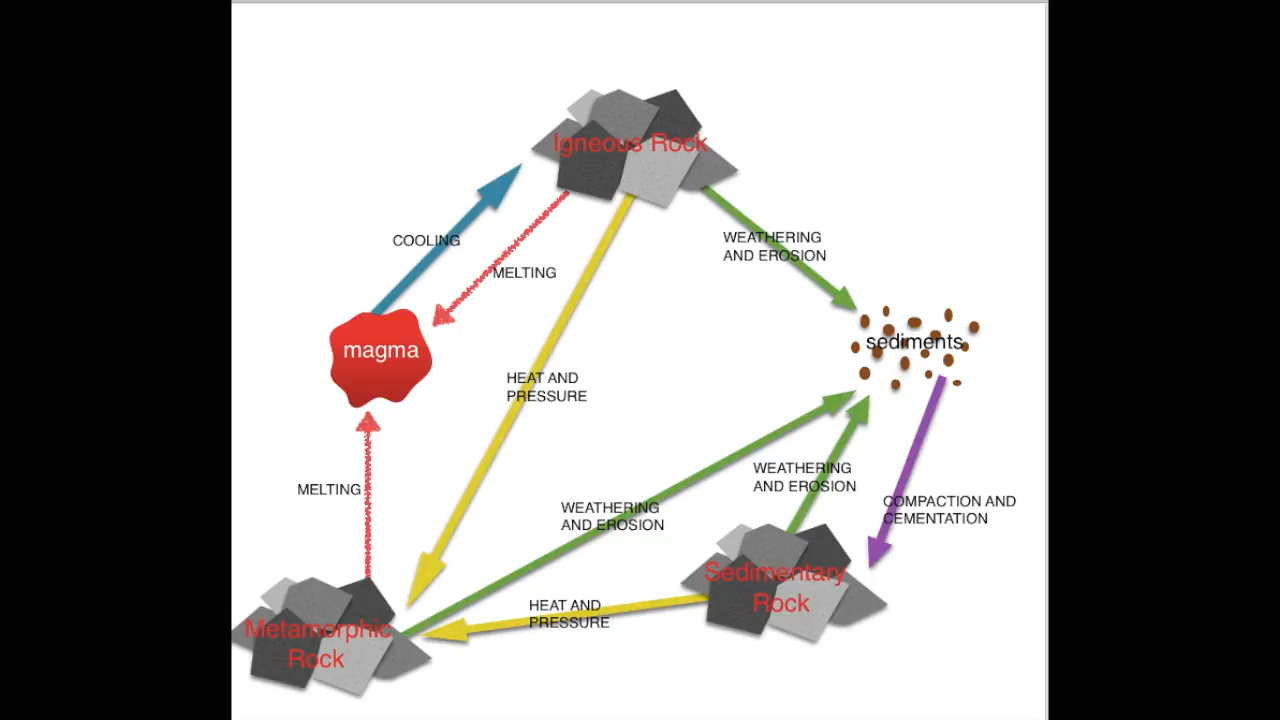 Igneous Rock
COOLING
WEATHERING
AND EROSION
MELTING
sediments
magma
HEAT AND
PRESSURE
WEATHERING
AND EROSION
MELTING
COMPACTION AND
CEMENTATION
WEATHERING
AND EROSION
Sedimentary
Rock
HEAT AND
PRESSURE
Metamorphic
Rock